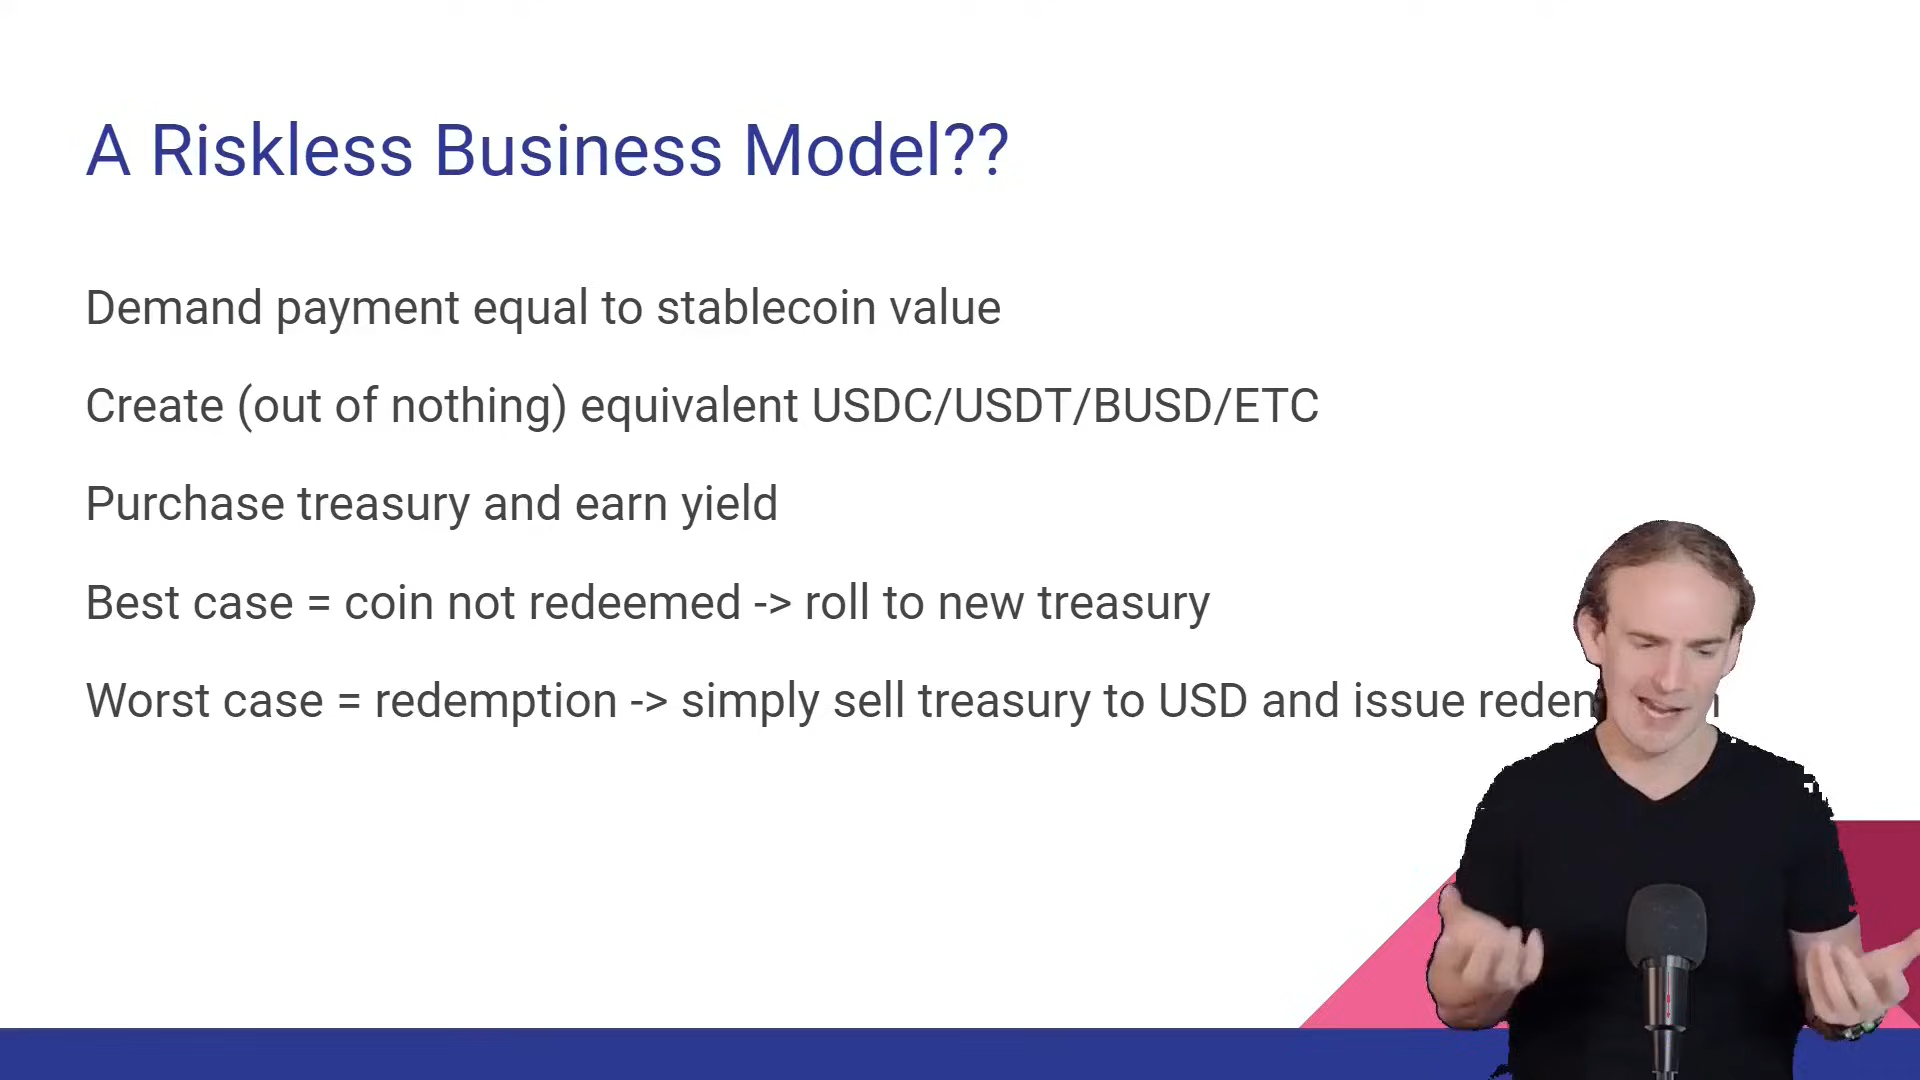 A Riskless Business Model??
Demand payment equal to stablecoin value
Create (out of nothing) equivalent USDC/USDT/BUSD/ETC
Purchase treasury and earn yield
Best case = coin not redeemed -> roll to new treasury
Worst case = redemption -> simply sell treasury to USD and issue